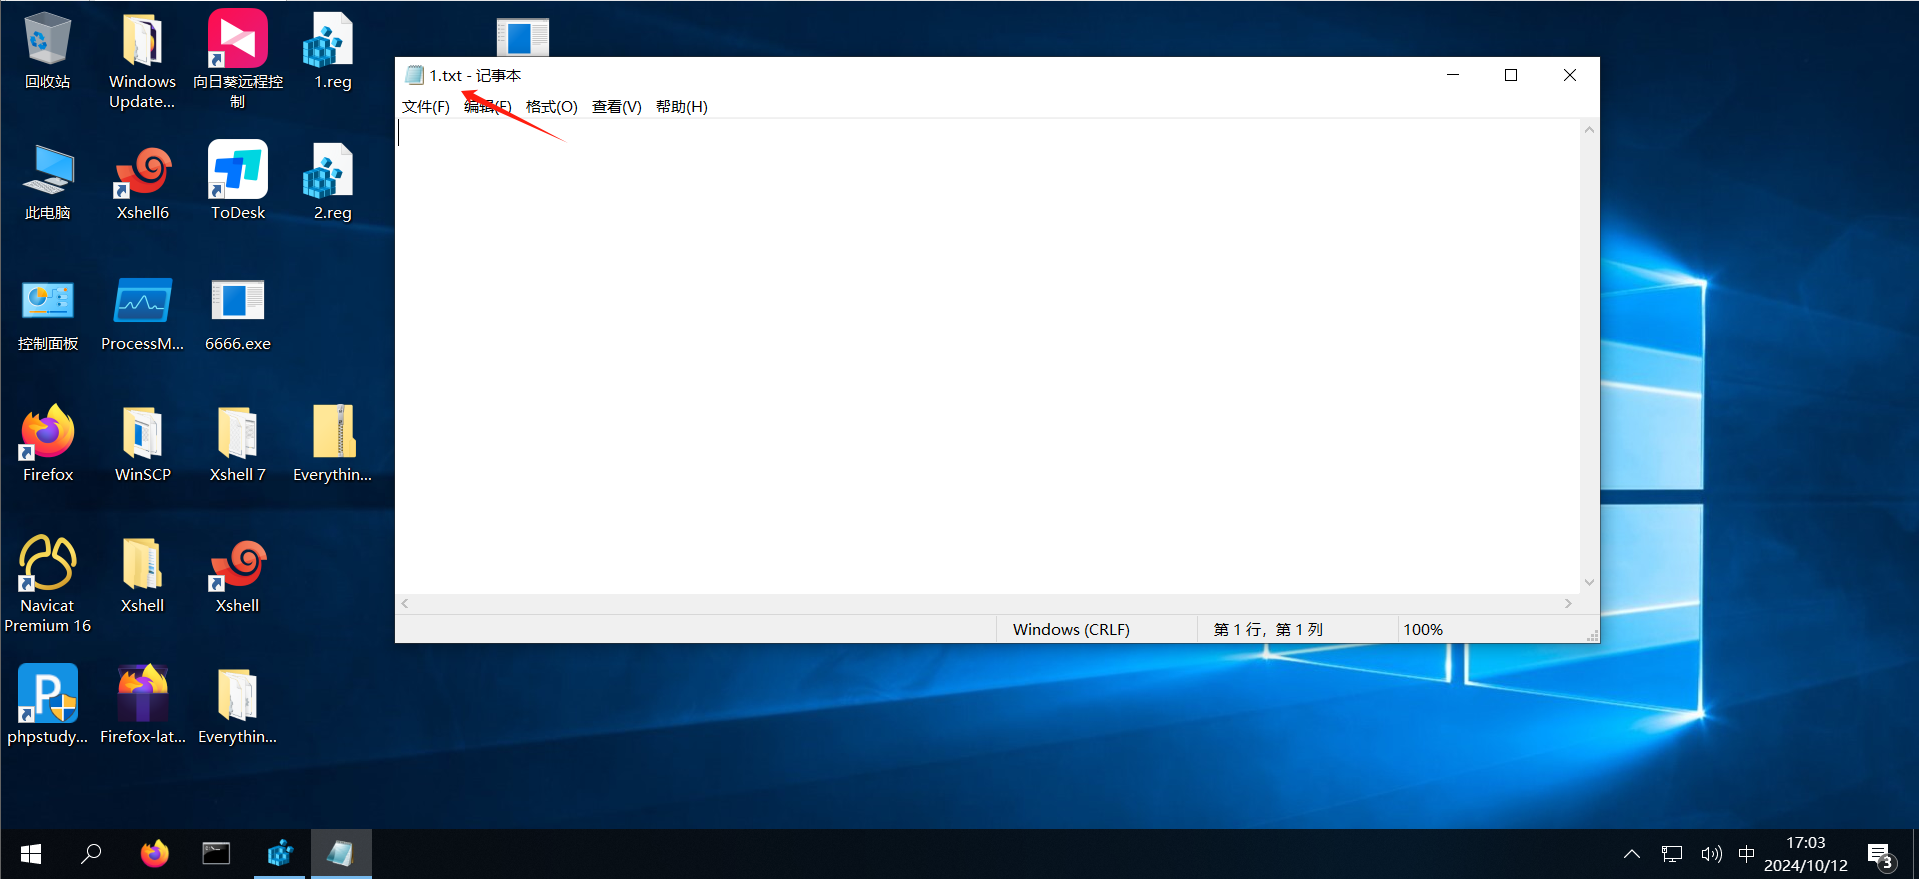 回收站
Windows
Update...
向日葵远程控
制
1.reg
此电脑
Xshell6
ToDesk
2.reg
控制面板
ProcessM...
6666.exe
Firefox
WinSCP
Xshell 7
Everythin...
Navicat
Premium 16
Xshell
Xshell
phpstudy...
Firefox-lat...
Everythin...
1.txt - 记事本
文件(F) 编辑(E) 格式(O) 查看(V) 帮助(H)
Windows (CRLF) 第 1 行，第 1 列 100%
中
17:03
2024/10/12
3